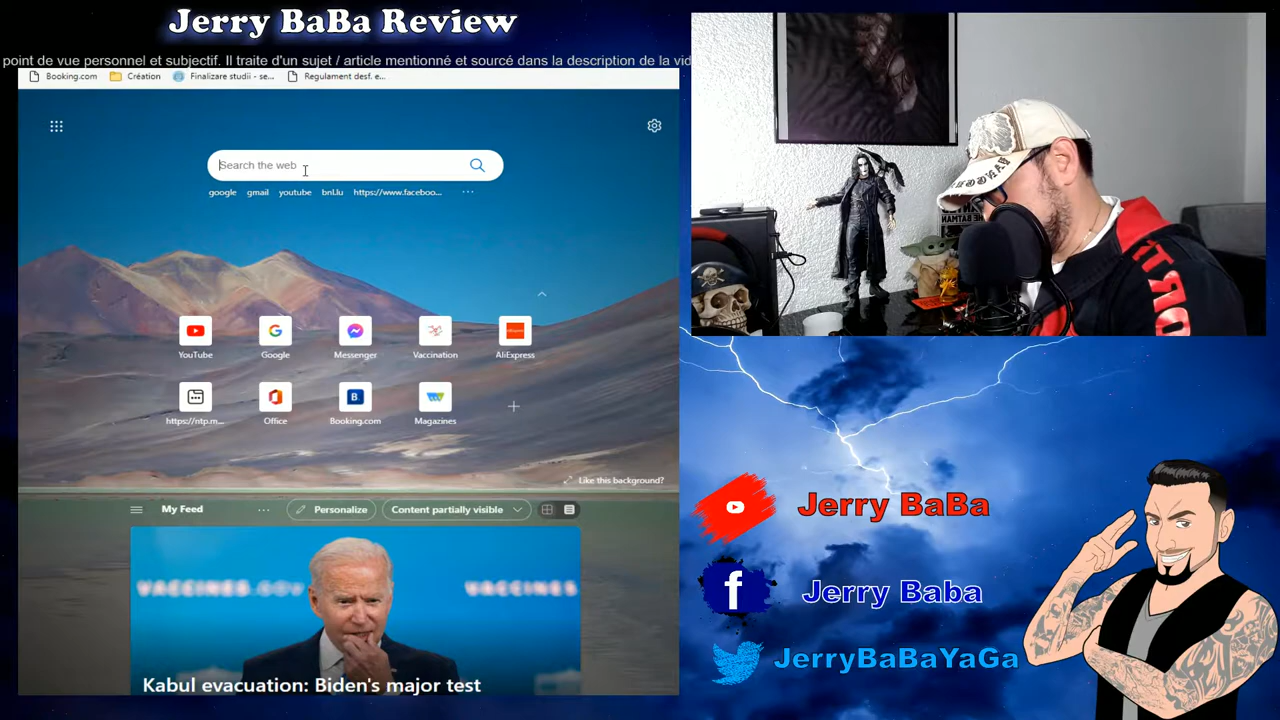 Jerry BaBa Review
point de vue personnel et subjectif. Il traite d'un sujet / article mentionné et sourcé dans la description de la vid
Booking.com
Création
Finalizare studii - se...
Regulament desf. e...
Search the web
google
gmail
youtube
bnl.lu
https://www.faceboo...
YouTube
Google
Messenger
Vaccination
AliExpress
https://ntp.m...
Office
Booking.com
Magazines
Like this background?
My Feed
Personalize
Content partially visible
VACCINES.GOV
VACCINES
Kabul evacuation: Biden's major test
THE BATMAN
Jerry BaBa
Jerry Baba
JerryBaBaYaGa